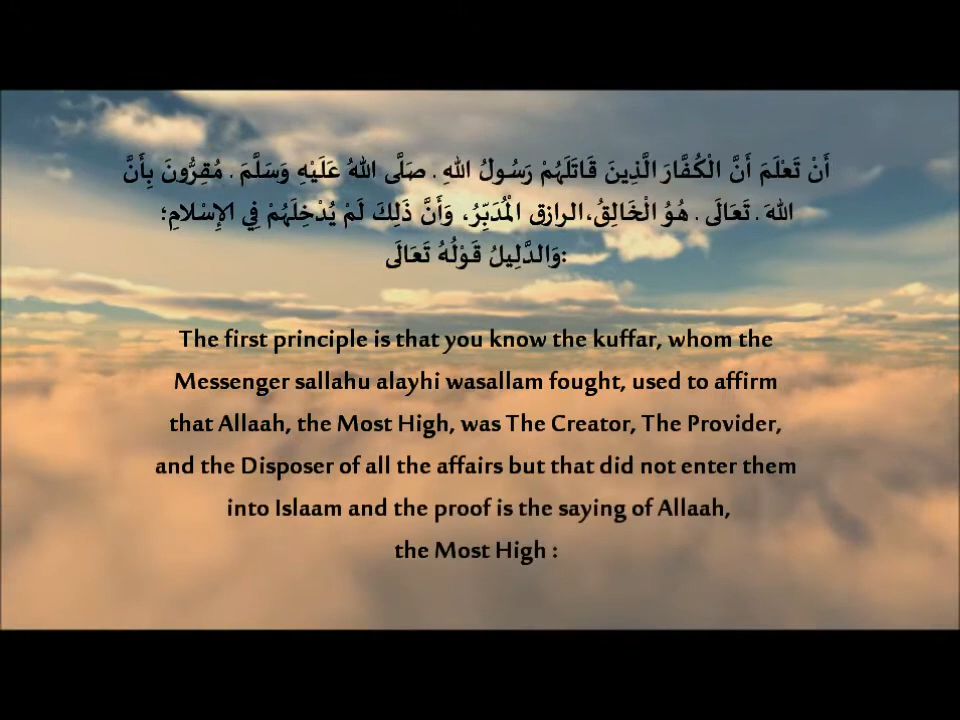 أَنْ تَعْلَمَ أَنَّ الْكُفَّارَ الَّذِينَ قَاتَلَهُمْ رَسُولُ اللهِ . صَلَّى اللهُ عَلَيْهِ وَسَلَّمَ . مُقِرُّونَ بِأَنَّ
اللهَ . تَعَالَى . هُوُ الْخَالِقُ،الرازق الْمُدَبِّرُ، وَأَنَّ ذَلِكَ لَمْ يُدْخِلَهُمْ فِي الإِسْلامِ؛
وَالدَّلِيلُ قَوْلُهُ تَعَالَى:
The first principle is that you know the kuffar, whom the
Messenger sallahu alayhi wasallam fought, used to affirm
that Allaah, the Most High, was The Creator, The Provider,
and the Disposer of all the affairs but that did not enter them
into Islaam and the proof is the saying of Allaah,
the Most High :